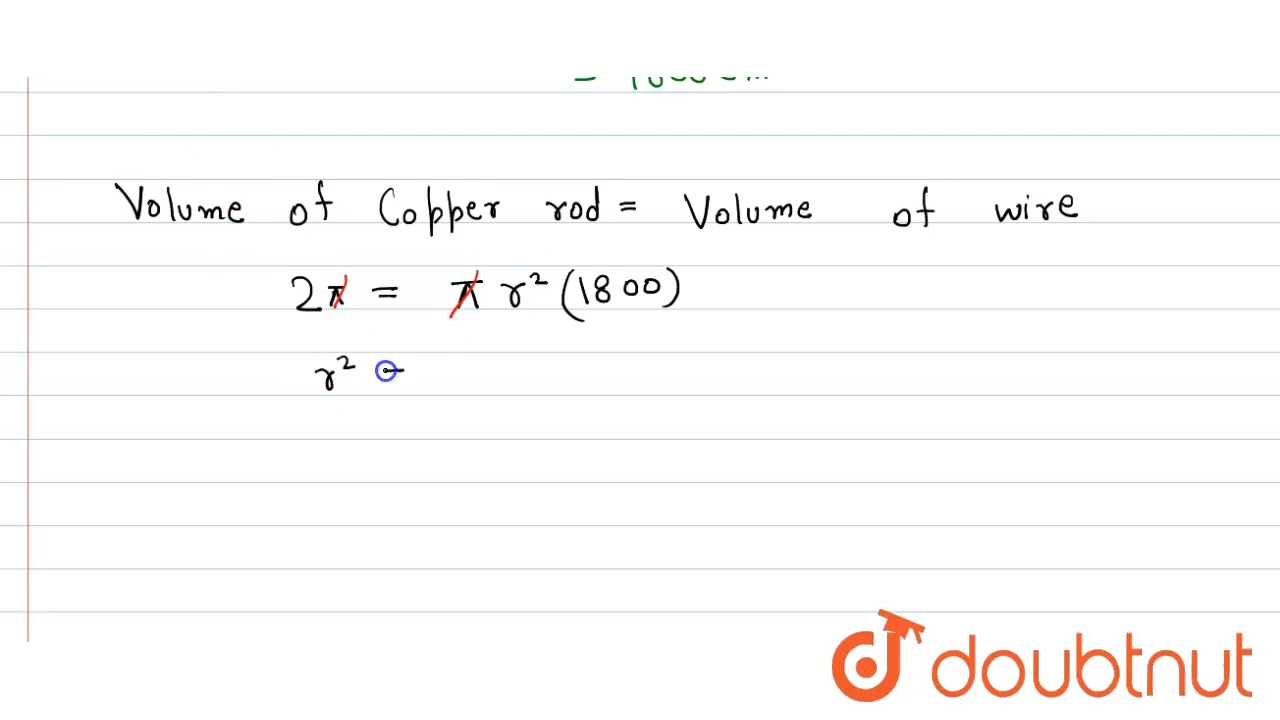 Volume of Copper rod = Volume of wire
2π = π r² (1800)
r²
doubtnut